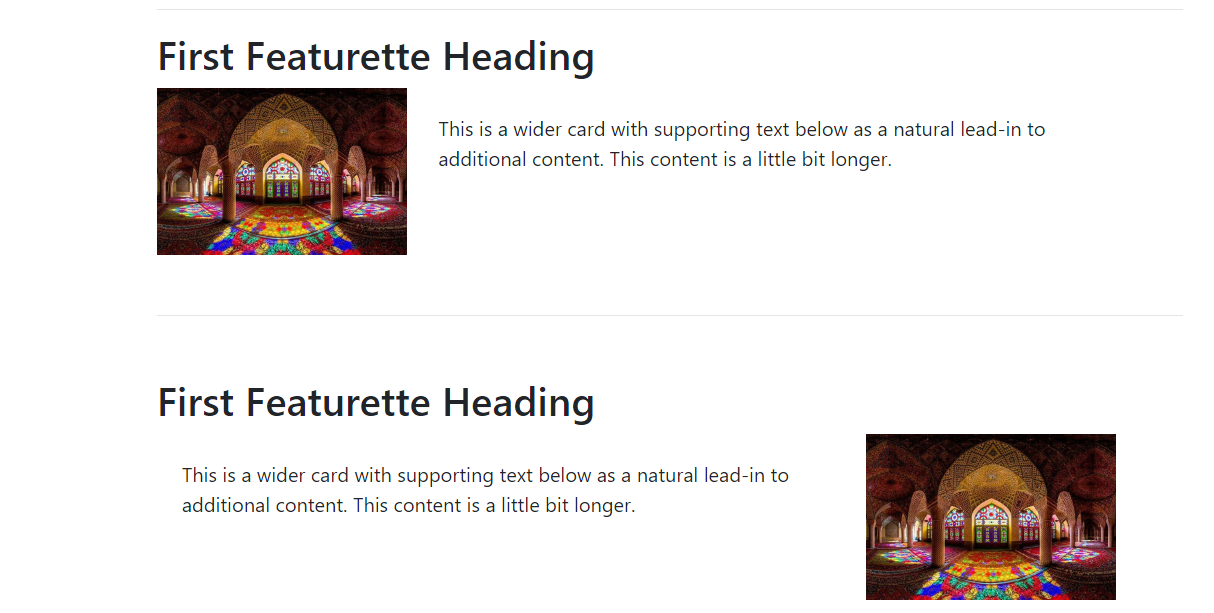 First Featurette Heading
This is a wider card with supporting text below as a natural lead-in to
additional content. This content is a little bit longer.
First Featurette Heading
This is a wider card with supporting text below as a natural lead-in to
additional content. This content is a little bit longer.